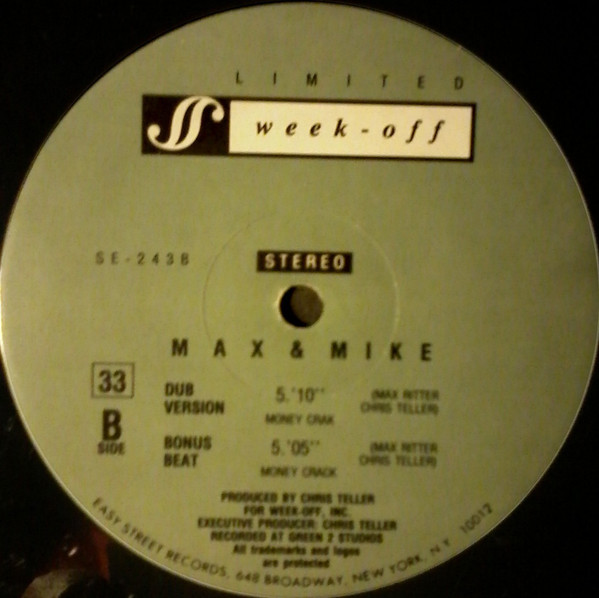 LIMITED
week-off
SE-243B
STEREO
MAX & MIKE
33
B
SIDE
DUB VERSION 5.'10'' (MAX RITTER
CHRIS TELLER)
MONEY CRAK
BONUS BEAT 5.'05'' (MAX RITTER
CHRIS TELLER)
MONEY CRACK
PRODUCED BY CHRIS TELLER
FOR WEEK-OFF, INC.
EXECUTIVE PRODUCER: CHRIS TELLER
RECORDED AT GREEN 2 STUDIOS
All trademarks and logos
are protected
EASY STREET RECORDS, 648 BROADWAY, NEW YORK, N.Y. 10012